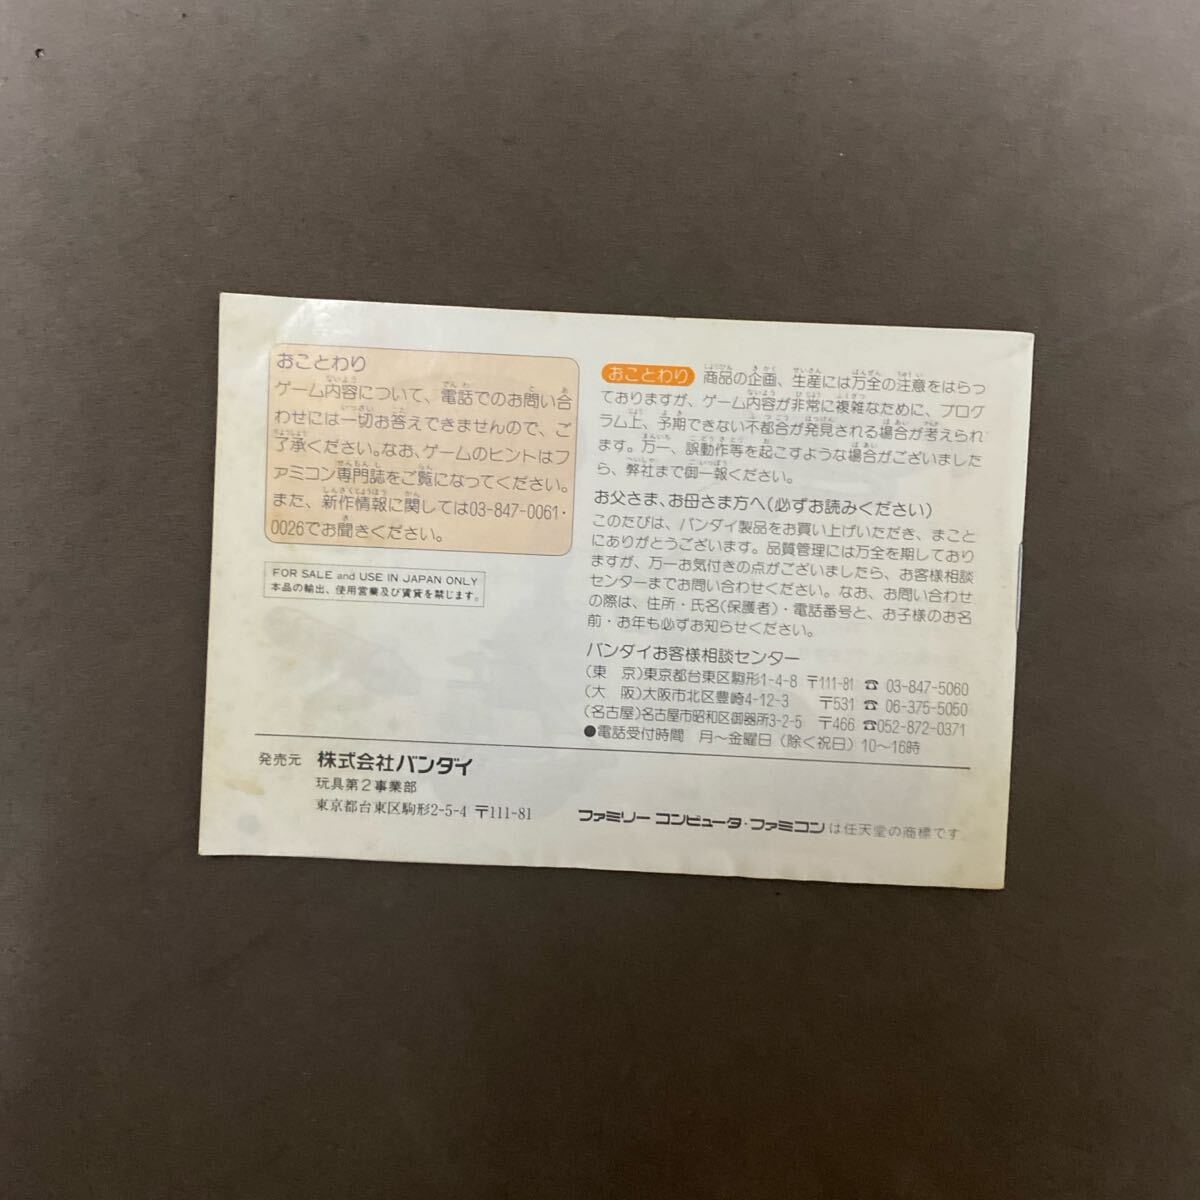 おことわり
ゲーム内容について、電話でのお問い合
わせには一切お答えできませんので、ご
了承ください。なお、ゲームのヒントはフ
ァミコン専門誌をご覧になってください。
また、新作情報に関しては03-847-0061・
0026でお聞きください。
FOR SALE and USE IN JAPAN ONLY
本品の輸出、使用営業及び賃貸を禁じます。
おことわり 商品の企画、生産には万全の注意をはらっ
ておりますが、ゲーム内容が非常に複雑なために、プログ
ラム上、予期できない不都合が発見される場合が考えられ
ます。万一、誤動作等を起こすような場合がございました
ら、弊社まで御一報ください。
お父さま、お母さま方へ(必ずお読みください)
このたびは、バンダイ製品をお買い上げいただき、まこと
にありがとうございます。品質管理には万全を期しており
ますが、万一お気付きの点がございましたら、お客様相談
センターまでお問い合わせください。なお、お問い合わせ
の際は、住所・氏名(保護者)・電話番号と、お子様のお名
前・お年も必ずお知らせください。
バンダイお客様相談センター
(東 京)東京都台東区駒形1-4-8 〒111-81 ☎ 03-847-5060
(大 阪)大阪市北区豊崎4-12-3 〒531 ☎ 06-375-5050
(名古屋)名古屋市昭和区御器所3-2-5 〒466 ☎052-872-0371
●電話受付時間 月〜金曜日(除く祝日)10〜16時
発売元 株式会社バンダイ
玩具第2事業部
東京都台東区駒形2-5-4 〒111-81
ファミリーコンピュータ・ファミコンは任天堂の商標です